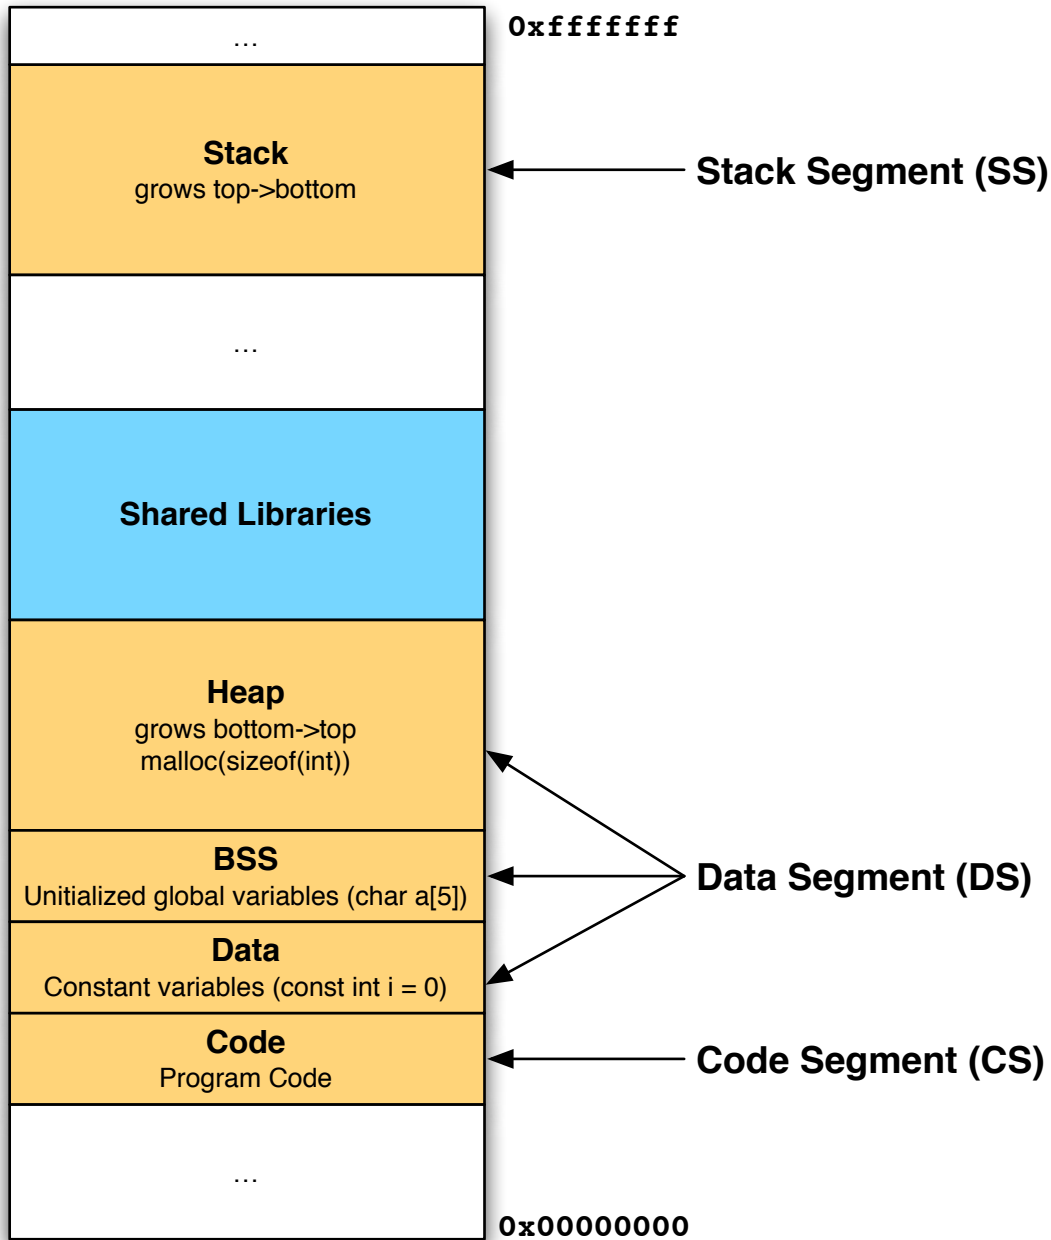 0xfffffff
...
Stack
grows top->bottom
Stack Segment (SS)
...
Shared Libraries
Heap
grows bottom->top
malloc(sizeof(int))
BSS
Unitialized global variables (char a[5])
Data Segment (DS)
Data
Constant variables (const int i = 0)
Code
Program Code
Code Segment (CS)
...
0x00000000